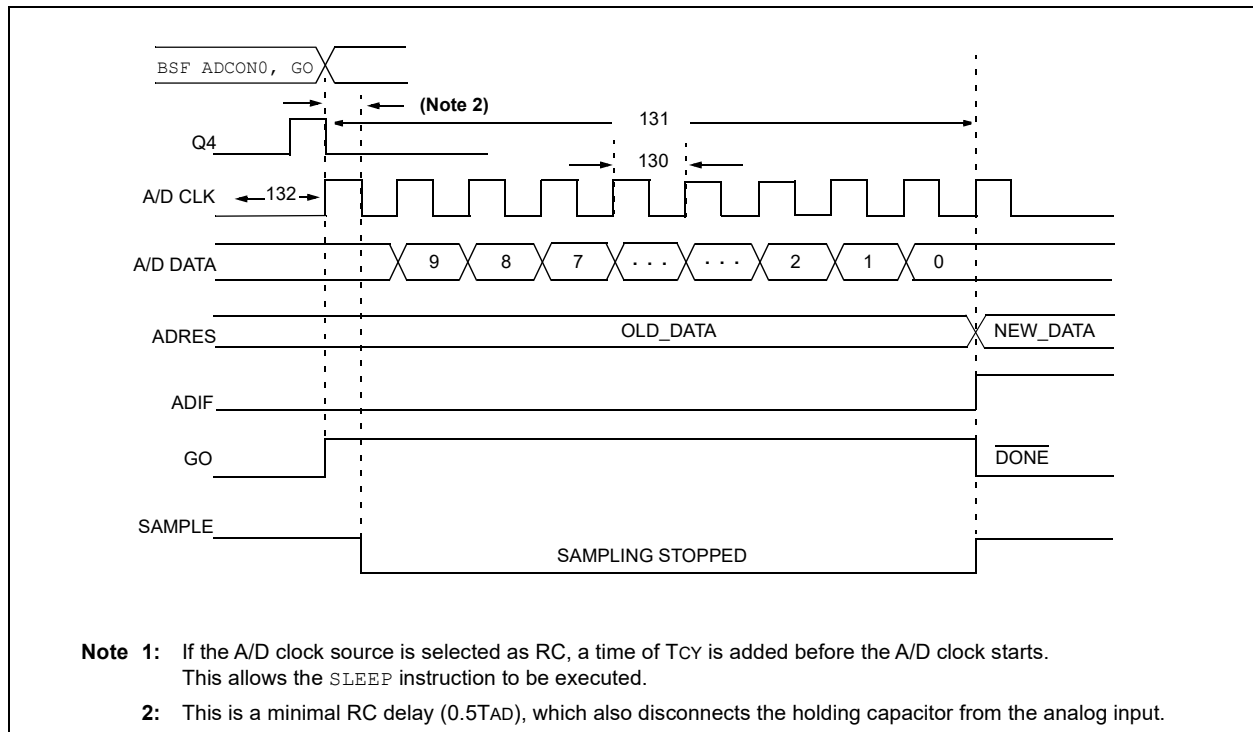 BSF ADCON0, GO
(Note 2)
131
Q4
130
A/D CLK
132
A/D DATA
9 8 7 . . . . . . 2 1 0
ADRES
OLD_DATA
NEW_DATA
ADIF
GO
DONE
SAMPLE
SAMPLING STOPPED
Note 1: If the A/D clock source is selected as RC, a time of TCY is added before the A/D clock starts.
This allows the SLEEP instruction to be executed.
2: This is a minimal RC delay (0.5TAD), which also disconnects the holding capacitor from the analog input.